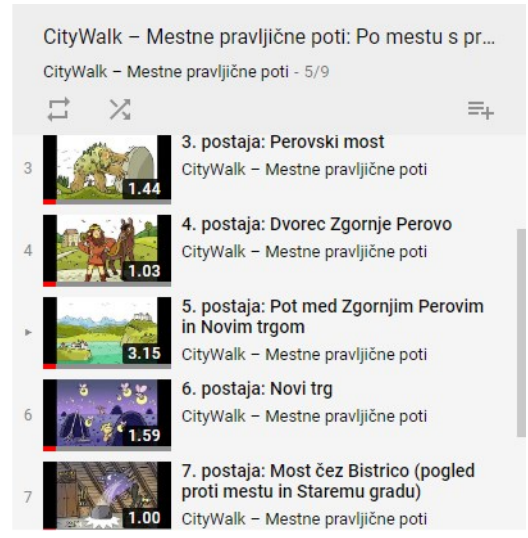 CityWalk – Mestne pravljične poti: Po mestu s pr...
CityWalk – Mestne pravljične poti - 5/9
3
1.44
3. postaja: Perovski most
CityWalk – Mestne pravljične poti
4
1.03
4. postaja: Dvorec Zgornje Perovo
CityWalk – Mestne pravljične poti
3.15
5. postaja: Pot med Zgornjim Perovim
in Novim trgom
CityWalk – Mestne pravljične poti
6
1.59
6. postaja: Novi trg
CityWalk – Mestne pravljične poti
7
1.00
7. postaja: Most čez Bistrico (pogled
proti mestu in Staremu gradu)
CityWalk – Mestne pravljične poti